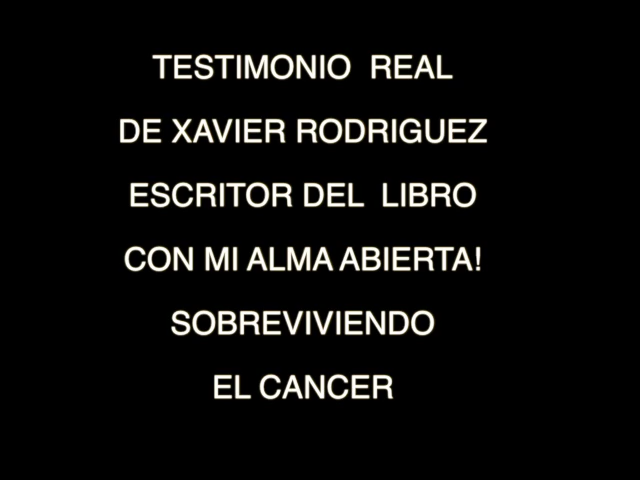 TESTIMONIO REAL
DE XAVIER RODRIGUEZ
ESCRITOR DEL LIBRO
CON MI ALMA ABIERTA!
SOBREVIVIENDO
EL CANCER